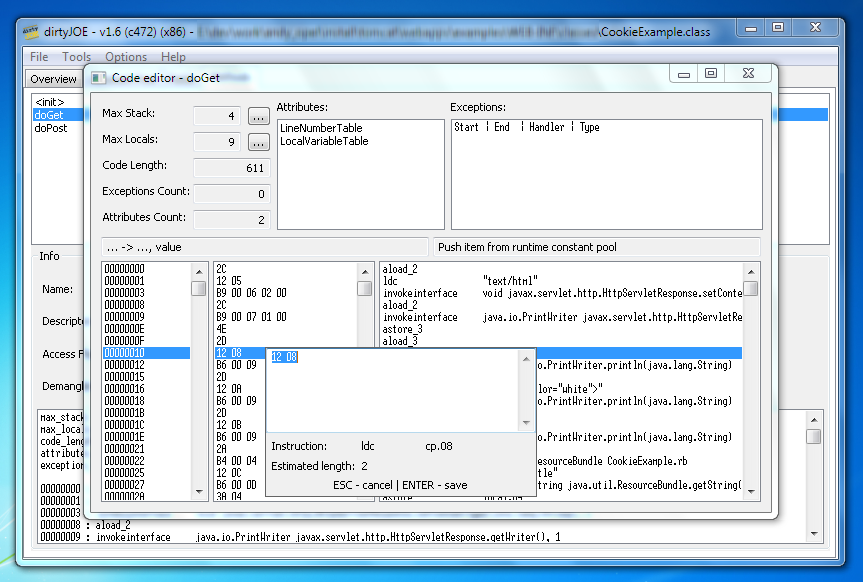 dirtyJOE - v1.6 (c472) (x86) - \CookieExample.class
File Tools Options Help
Overview
<init>
doGet
doPost
Info
Name:
Descripto
Access F
Demangl
max_stack
max_loca
code_leng
attribute
exception
00000000
00000001
00000003
00000008 : aload_2
00000009 : invokeinterface java.io.PrintWriter javax.servlet.http.HttpServletResponse.getWriter(), 1
Code editor - doGet
Max Stack: 4 ...
Max Locals: 9 ...
Code Length: 611
Exceptions Count: 0
Attributes Count: 2
Attributes:
LineNumberTable
LocalVariableTable
Exceptions:
Start ¦ End ¦ Handler ¦ Type
... -> ..., value
Push item from runtime constant pool
00000000 2C aload_2
00000001 12 05 ldc "text/html"
00000003 B9 00 06 02 00 invokeinterface void javax.servlet.http.HttpServletResponse.setConte
00000008 2C aload_2
00000009 B9 00 07 01 00 invokeinterface java.io.PrintWriter javax.servlet.http.HttpServletRe
0000000E 4E astore_3
0000000F 2D aload_3
00000010 12 08
00000012 B6 00 09 o.PrintWriter.println(java.lang.String)
00000015 2D
00000016 12 0A lor="white">"
00000018 B6 00 09 o.PrintWriter.println(java.lang.String)
0000001B 2D
0000001C 12 0B
0000001E B6 00 09 o.PrintWriter.println(java.lang.String)
00000021 2A
00000022 B4 00 04 esourceBundle CookieExample.rb
00000025 12 0C tle"
00000027 B6 00 0D tring java.util.ResourceBundle.getString(
0000002A 3A 04 astore local.04
12 08
Instruction: ldc cp.08
Estimated length: 2
ESC - cancel | ENTER - save